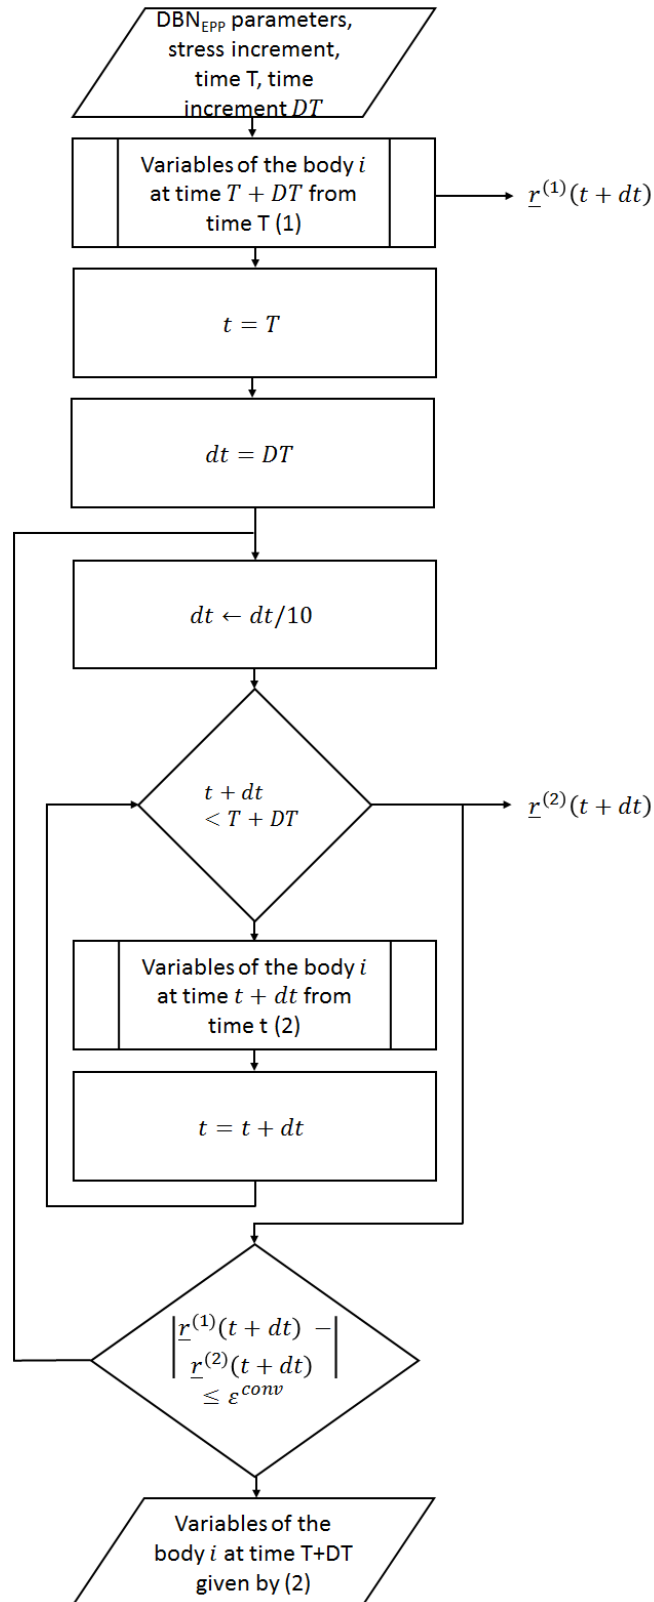 DBN_EPP parameters,
stress increment,
time T, time
increment DT
Variables of the body i
at time T + DT from
time T (1)
r^(1)(t + dt)
t = T
dt = DT
dt ← dt/10
t + dt
< T + DT
r^(2)(t + dt)
Variables of the body i
at time t + dt from
time t (2)
t = t + dt
|r^(1)(t + dt) −|
|r^(2)(t + dt)|
≤ ε^conv
Variables of the
body i at time T+DT
given by (2)